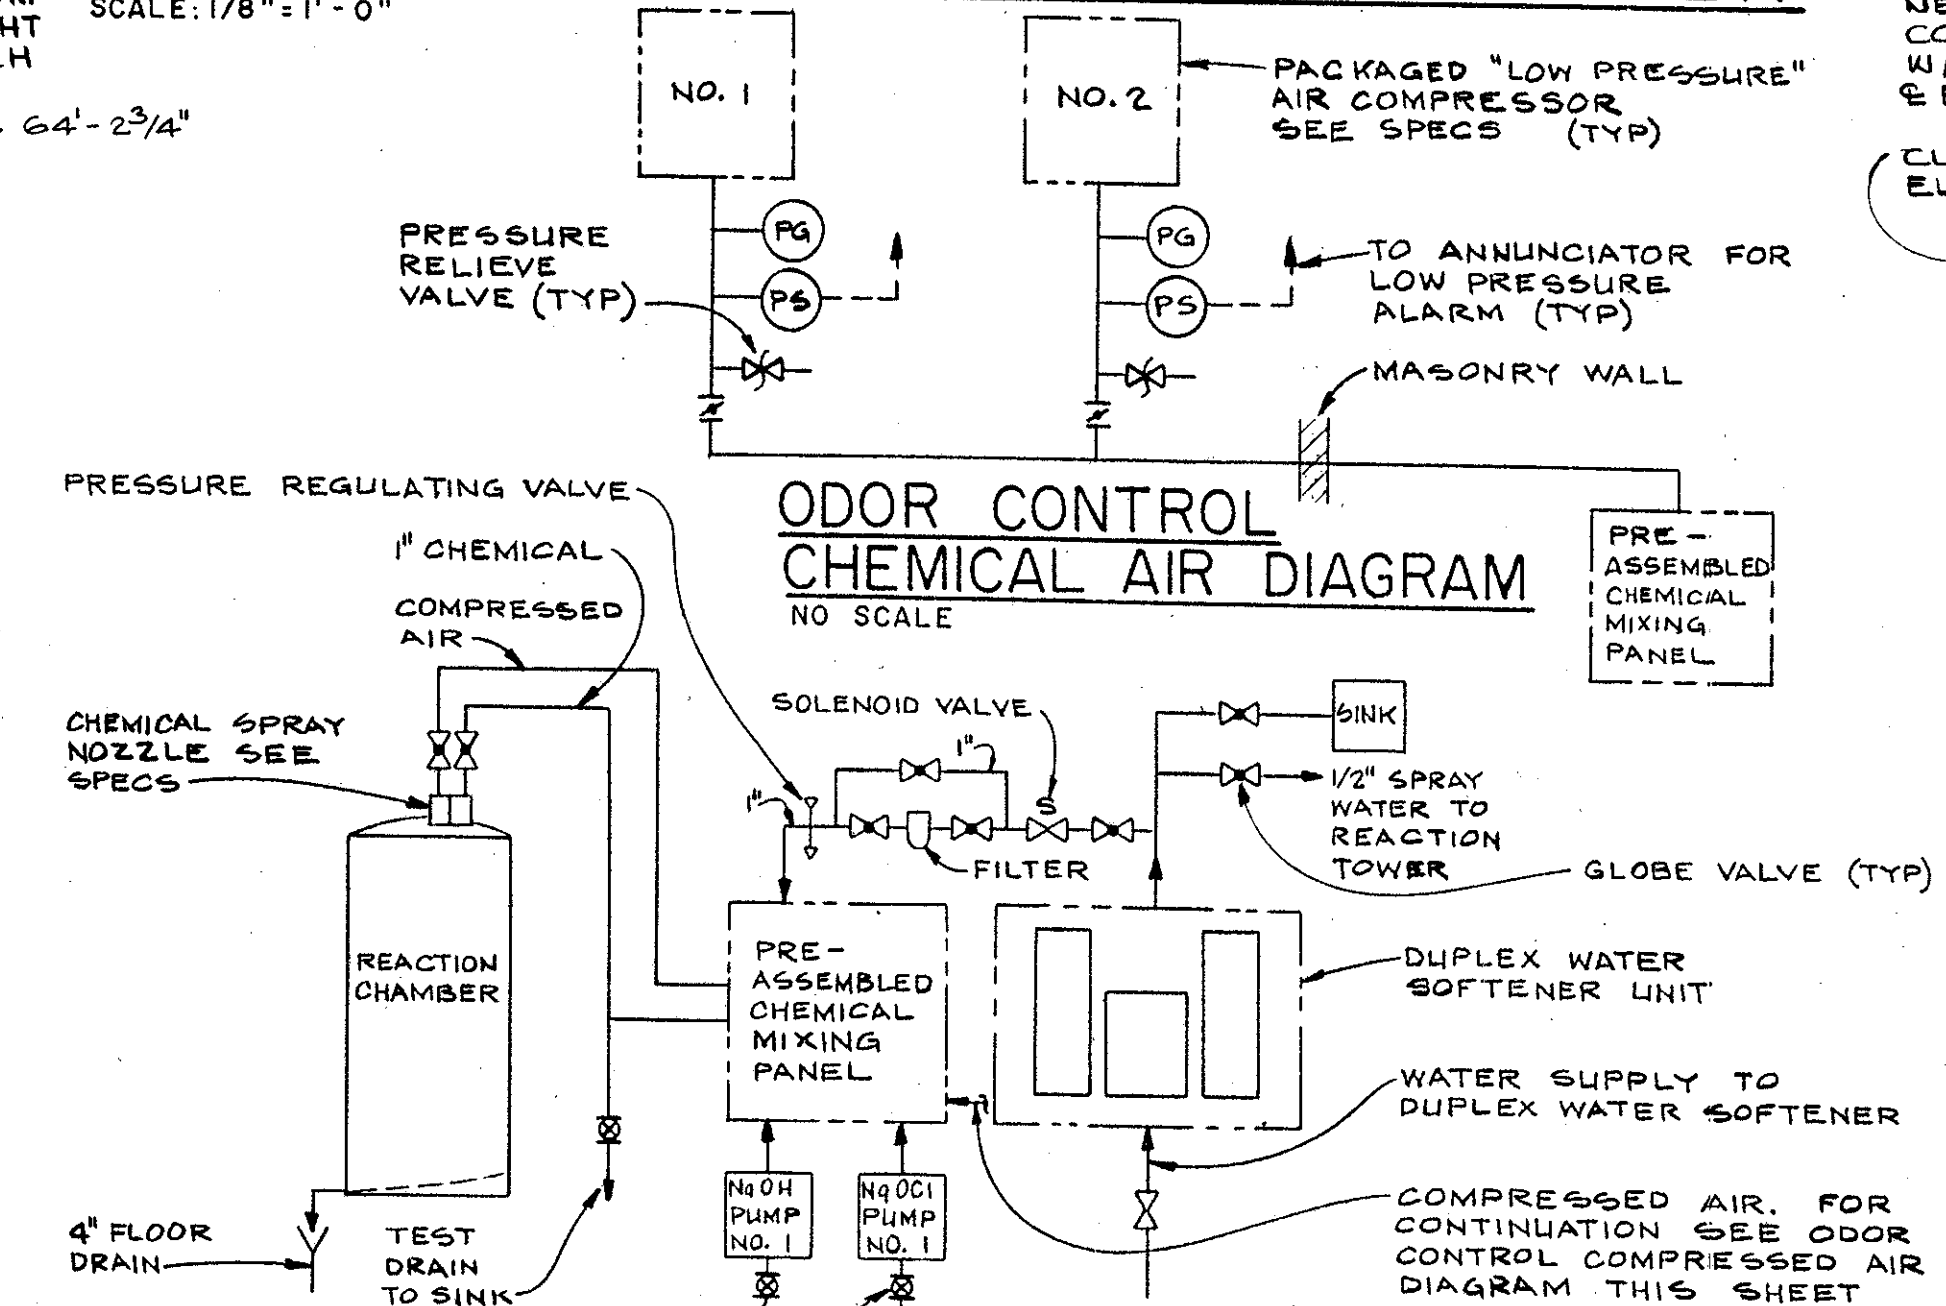 SCALE: 1/8" = 1' - 0"
HT
64'-2 3/4"
NO. 1
NO. 2
PACKAGED "LOW PRESSURE"
AIR COMPRESSOR
SEE SPECS (TYP)
PRESSURE
RELIEVE
VALVE (TYP)
PG
PS
PG
PS
TO ANNUNCIATOR FOR
LOW PRESSURE
ALARM (TYP)
MASONRY WALL
ODOR CONTROL
CHEMICAL AIR DIAGRAM
NO SCALE
PRE-
ASSEMBLED
CHEMICIAL
MIXING
PANEL
PRESSURE REGULATING VALVE
1" CHEMICAL
COMPRESSED
AIR
CHEMICAL SPRAY
NOZZLE SEE
SPECS
SOLENOID VALVE
1"
1"
S
FILTER
SINK
1/2" SPRAY
WATER TO
REACTION
TOWER
GLOBE VALVE (TYP)
REACTION
CHAMBER
PRE-
ASSEMBLED
CHEMICAL
MIXING
PANEL
DUPLEX WATER
SOFTENER UNIT
WATER SUPPLY TO
DUPLEX WATER SOFTENER
NaOH
PUMP
NO. 1
NaOCl
PUMP
NO. 1
4" FLOOR
DRAIN
TEST
DRAIN
TO SINK
COMPRESSED AIR. FOR
CONTINUATION SEE ODOR
CONTROL COMPRESSED AIR
DIAGRAM THIS SHEET